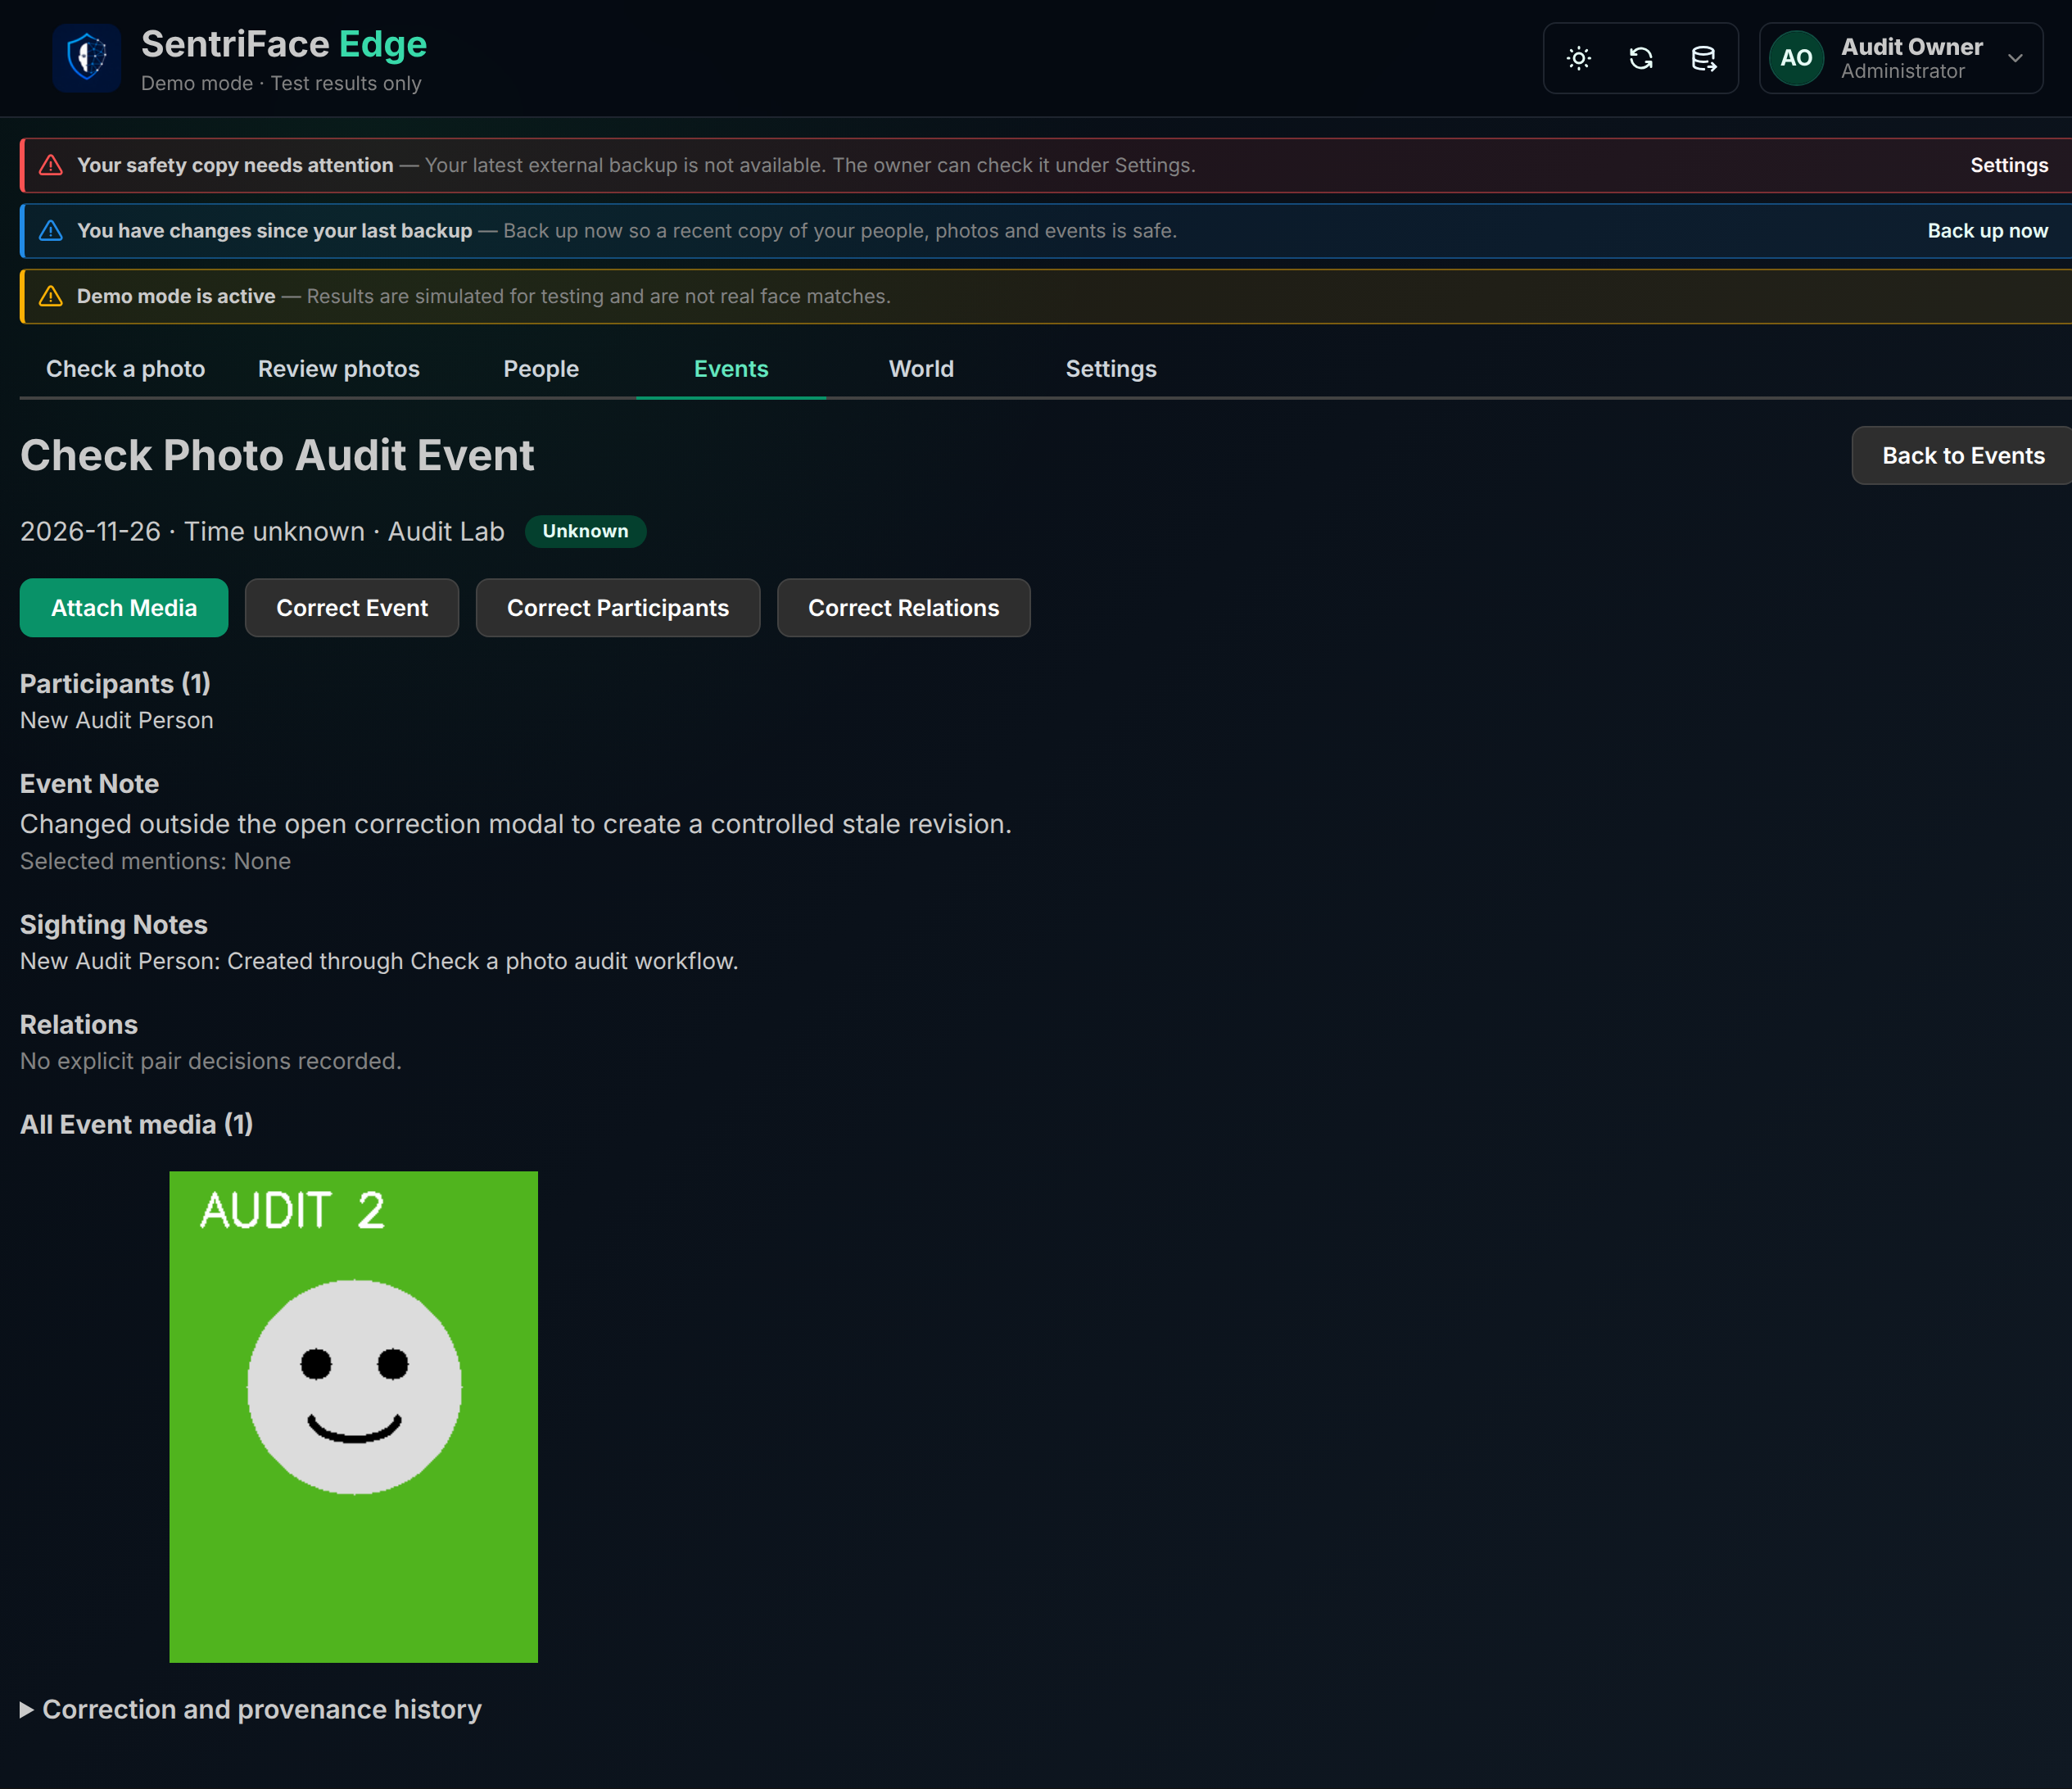 SentriFace Edge
Demo mode · Test results only
AO
Audit Owner
Administrator
Your safety copy needs attention — Your latest external backup is not available. The owner can check it under Settings.
Settings
You have changes since your last backup — Back up now so a recent copy of your people, photos and events is safe.
Back up now
Demo mode is active — Results are simulated for testing and are not real face matches.
Check a photo
Review photos
People
Events
World
Settings
Check Photo Audit Event
Back to Events
2026-11-26 · Time unknown · Audit Lab
Unknown
Attach Media
Correct Event
Correct Participants
Correct Relations
Participants (1)
New Audit Person
Event Note
Changed outside the open correction modal to create a controlled stale revision.
Selected mentions: None
Sighting Notes
New Audit Person: Created through Check a photo audit workflow.
Relations
No explicit pair decisions recorded.
All Event media (1)
AUDIT 2
Correction and provenance history